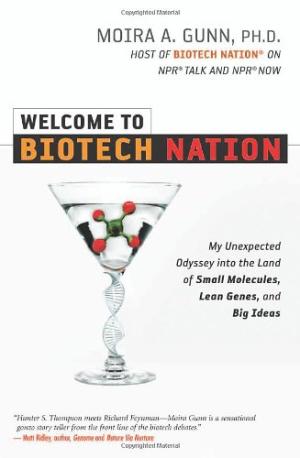 MOIRA A. GUNN, PH.D.
HOST OF BIOTECH NATION® ON
NPR® TALK AND NPR® NOW
WELCOME TO
BIOTECH NATION
My Unexpected
Odyssey into the Land
of Small Molecules,
Lean Genes, and
Big Ideas
"Hunter S. Thompson meets Richard Feynman—Moira Gunn is a sensational
gonzo story teller from the front line of the biotech debates."
— Matt Ridley, author, Genome and Nature Via Nurture